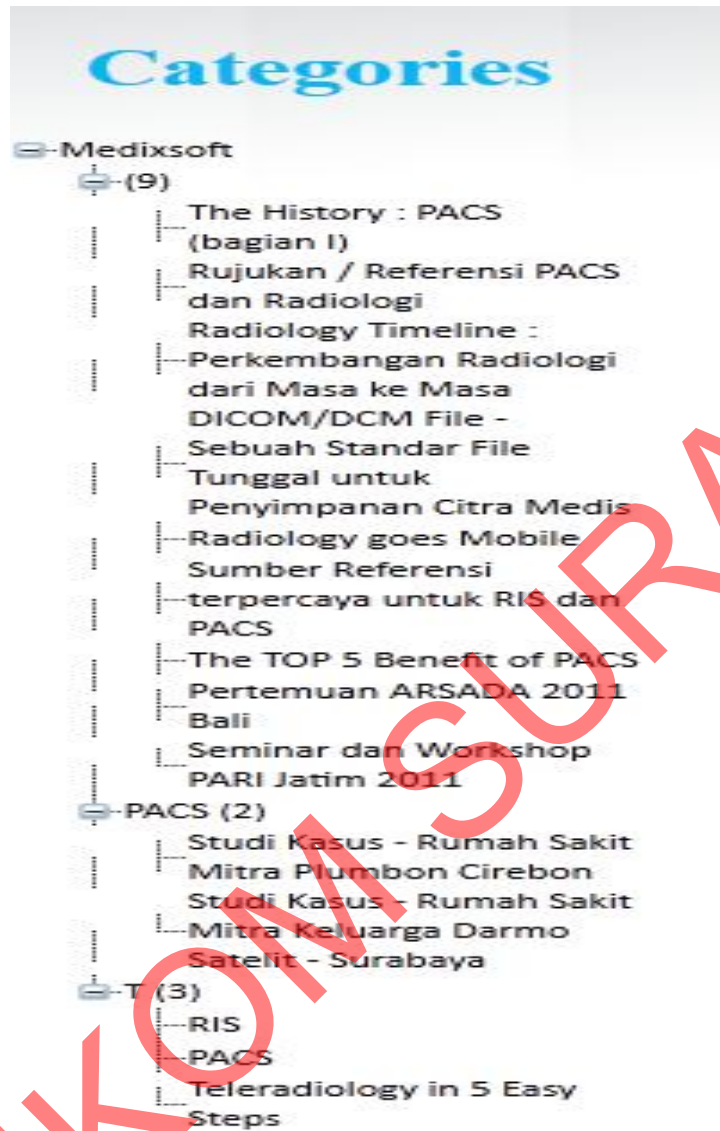 Categories
Medixsoft
(9)
The History : PACS
(bagian I)
Rujukan / Referensi PACS
dan Radiologi
Radiology Timeline :
Perkembangan Radiologi
dari Masa ke Masa
DICOM/DCM File -
Sebuah Standar File
Tunggal untuk
Penyimpanan Citra Medis
Radiology goes Mobile
Sumber Referensi
terpercaya untuk RIS dan
PACS
The TOP 5 Benefit of PACS
Pertemuan ARSADA 2011
Bali
Seminar dan Workshop
PARI Jatim 2011
PACS (2)
Studi Kasus - Rumah Sakit
Mitra Plumbon Cirebon
Studi Kasus - Rumah Sakit
Mitra Keluarga Darmo
Satelit - Surabaya
T (3)
RIS
PACS
Teleradiology in 5 Easy
Steps
KOM SURA